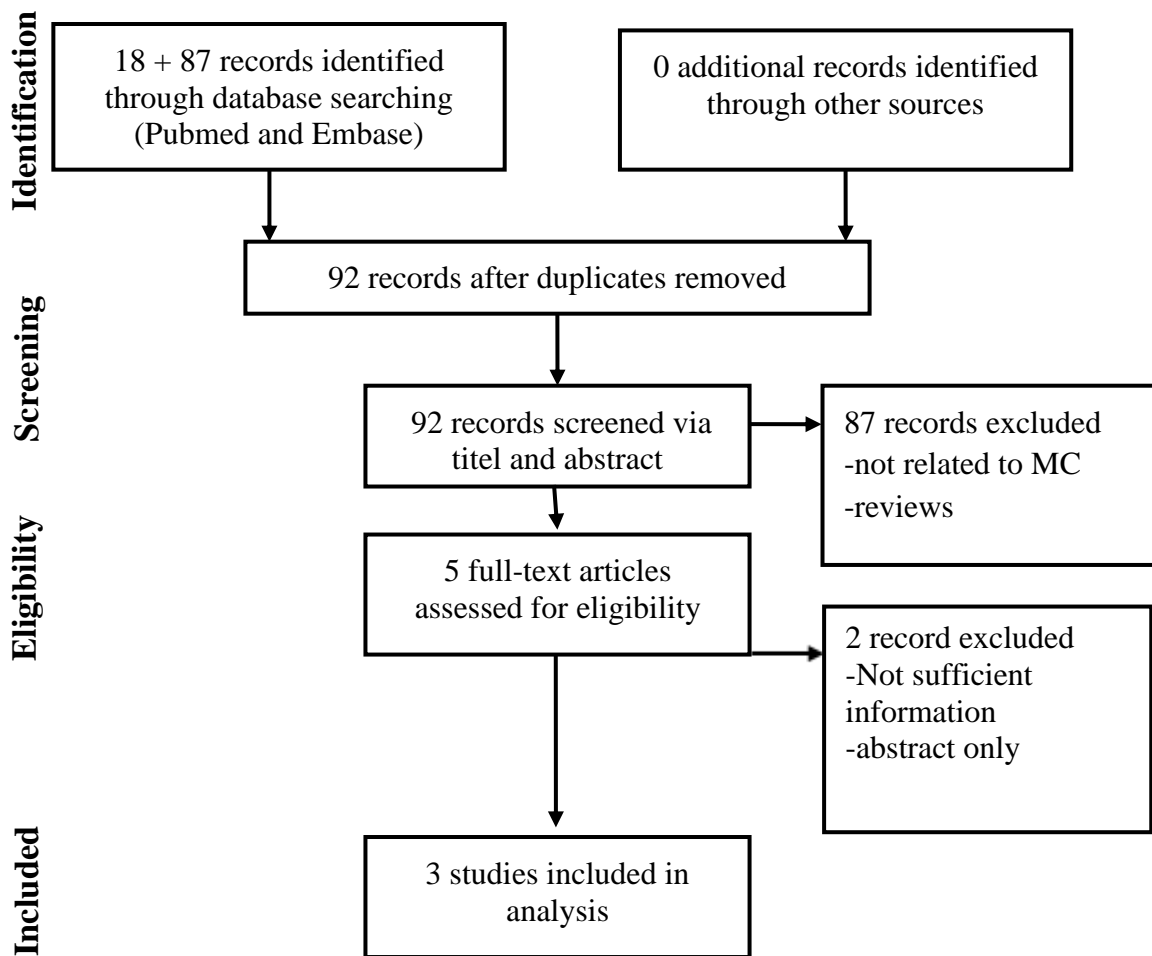 Identification
18 + 87 records identified
through database searching
(Pubmed and Embase)
0 additional records identified
through other sources
92 records after duplicates removed
Screening
92 records screened via
titel and abstract
87 records excluded
-not related to MC
-reviews
Eligibility
5 full-text articles
assessed for eligibility
2 record excluded
-Not sufficient
information
-abstract only
Included
3 studies included in
analysis